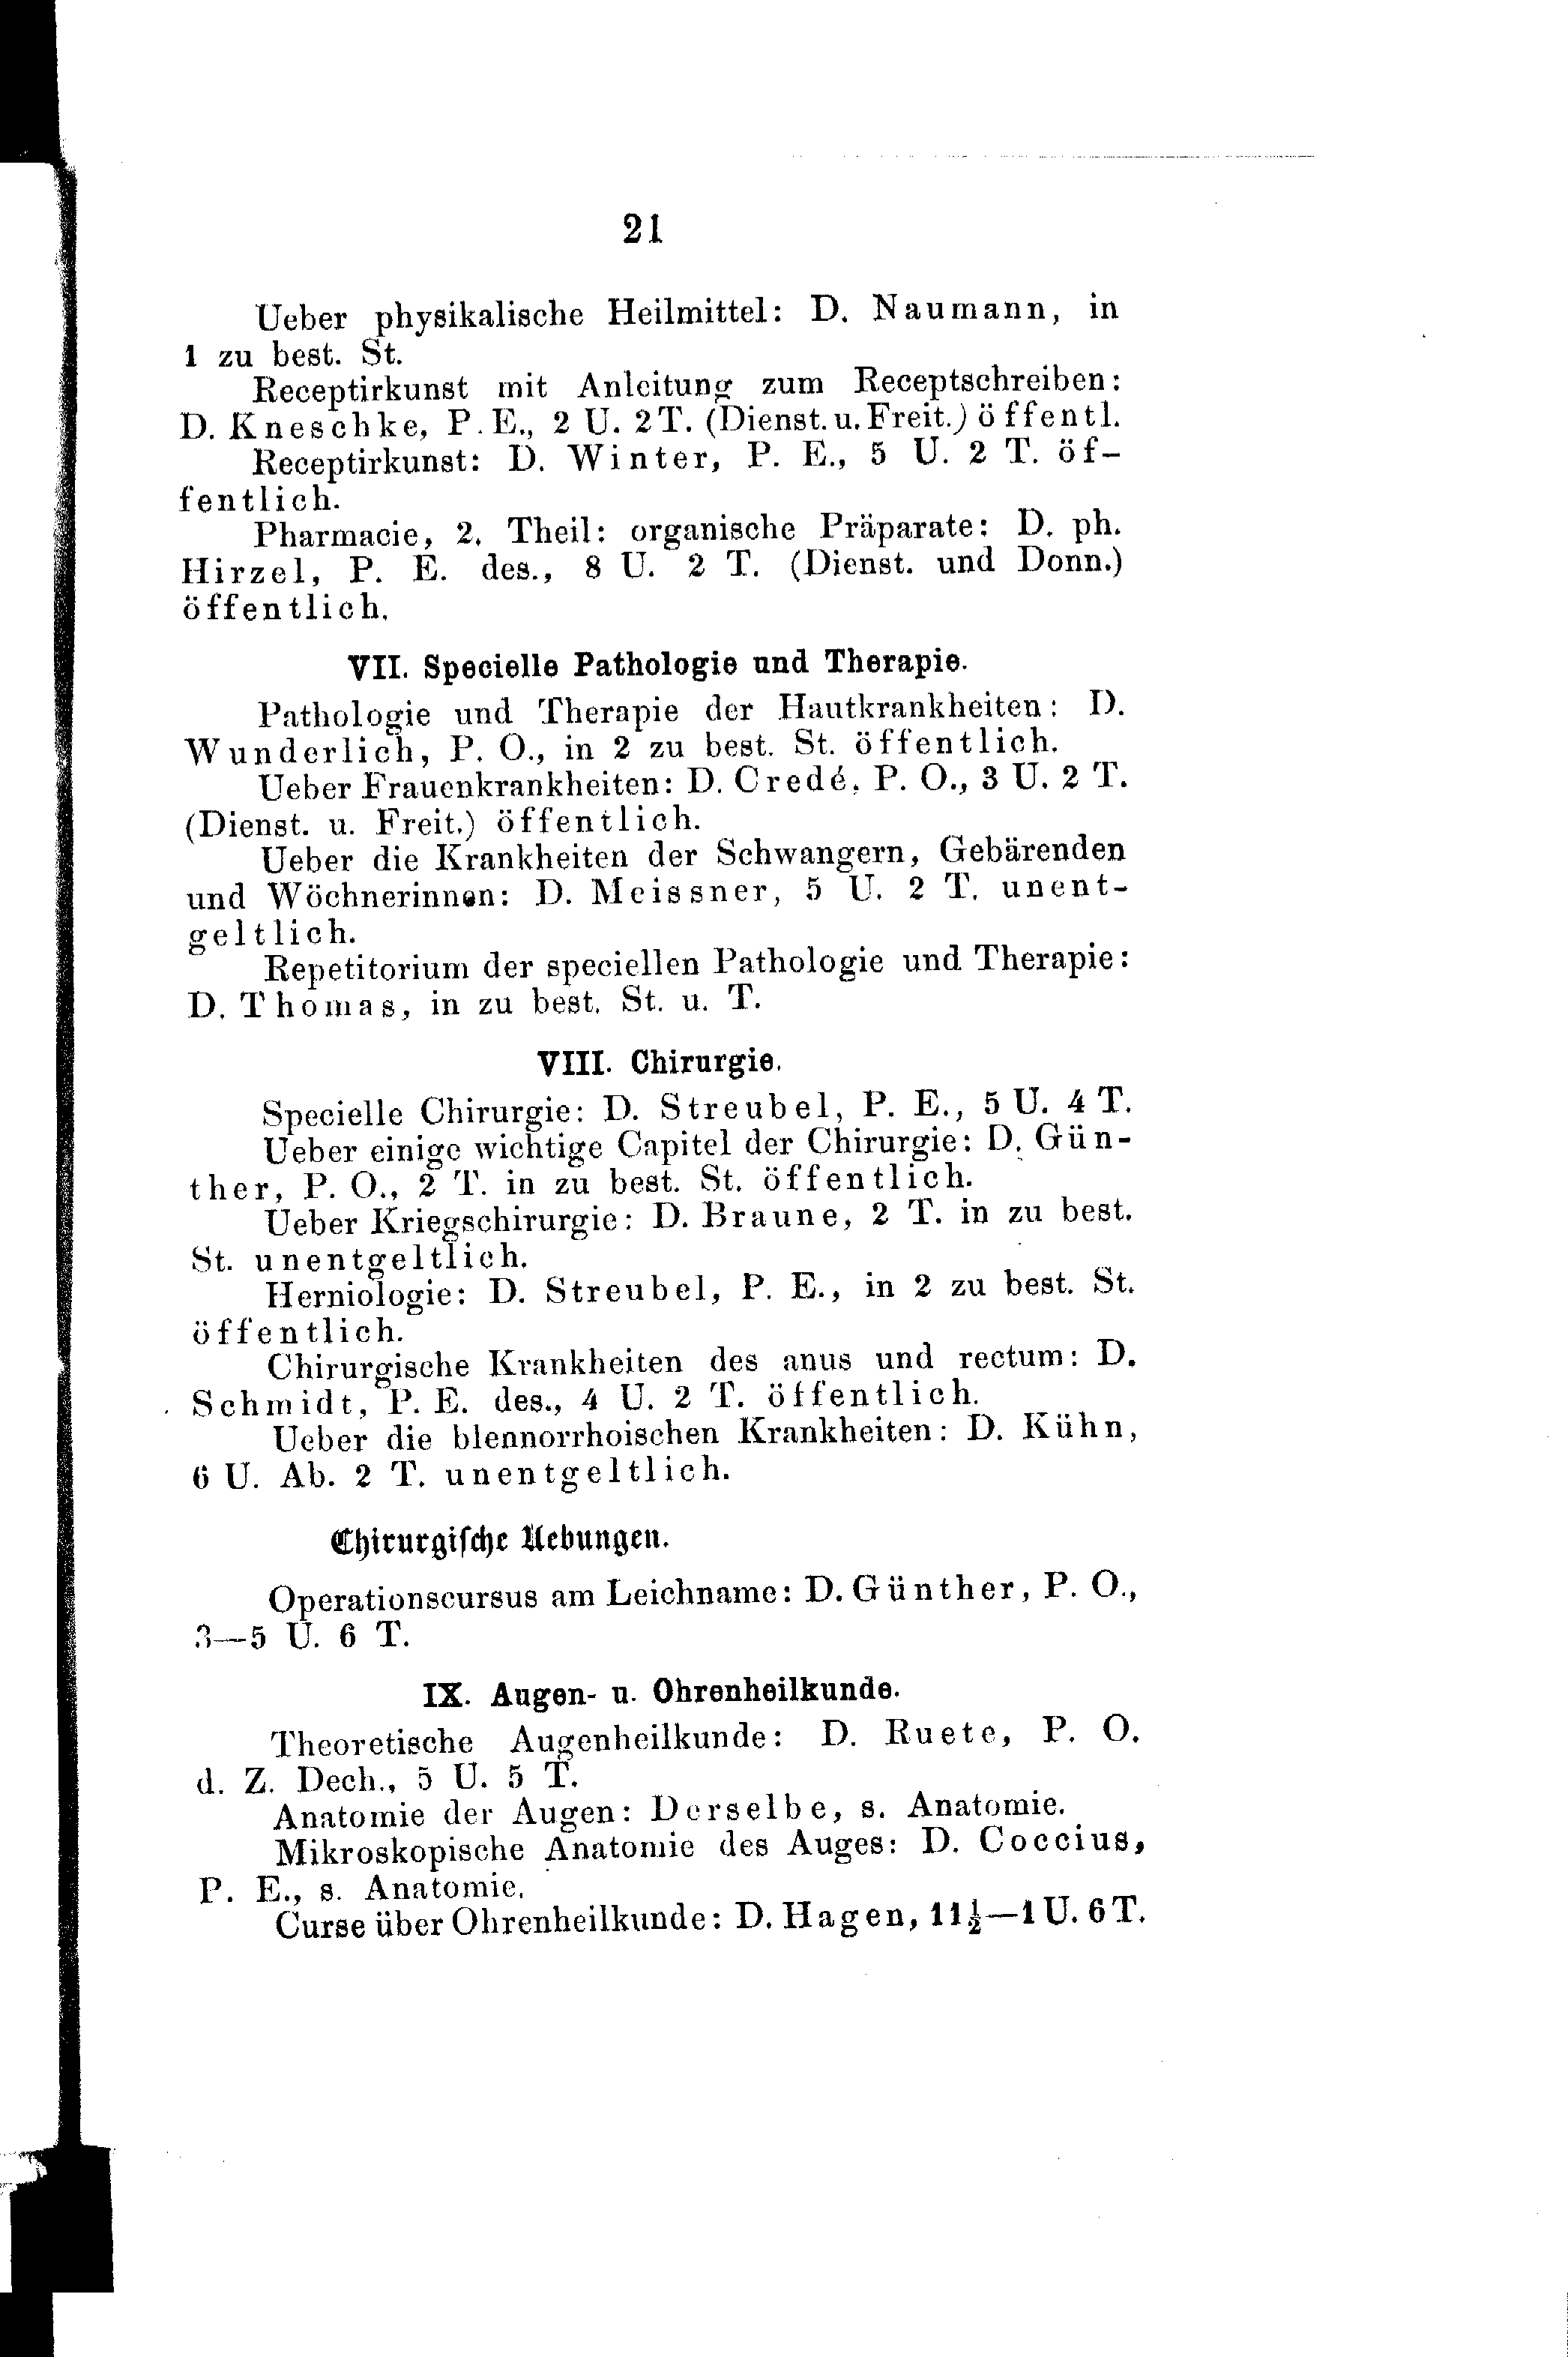 21
Ueber physikalische Heilmittel: D. Naumann, in
1 zu best. St.
Receptirkunst mit Anleitung zum Receptschreiben:
D. Kneschke, P. E., 2 U. 2 T. (Dienst. u. Freit.) öffentl.
Receptirkunst: D. Winter, P. E., 5 U. 2 T. öf-
fentlich.
Pharmacie, 2. Theil: organische Präparate: D. ph.
Hirzel, P. E. des., 8 U. 2 T. (Dienst. und Donn.)
öffentlich.
VII. Specielle Pathologie und Therapie.
Pathologie und Therapie der Hautkrankheiten: D.
Wunderlich, P. O., in 2 zu best. St. öffentlich.
Ueber Frauenkrankheiten: D. Credé, P. O., 3 U. 2 T.
(Dienst. u. Freit.) öffentlich.
Ueber die Krankheiten der Schwangern, Gebärenden
und Wöchnerinnen: D. Meissner, 5 U. 2 T. unent-
geltlich.
Repetitorium der speciellen Pathologie und Therapie:
D. Thomas, in zu best. St. u. T.
VIII. Chirurgie.
Specielle Chirurgie: D. Streubel, P. E., 5 U. 4 T.
Ueber einige wichtige Capitel der Chirurgie: D. Gün-
ther, P. O., 2 T. in zu best. St. öffentlich.
Ueber Kriegschirurgie: D. Braune, 2 T. in zu best.
St. unentgeltlich.
Herniologie: D. Streubel, P. E., in 2 zu best. St.
öffentlich.
Chirurgische Krankheiten des anus und rectum: D.
Schmidt, P. E. des., 4 U. 2 T. öffentlich.
Ueber die blennorrhoischen Krankheiten: D. Kühn,
6 U. Ab. 2 T. unentgeltlich.
Chirurgiſche Uebungen.
Operationscursus am Leichname: D. Günther, P. O.,
3—5 U. 6 T.
IX. Augen- u. Ohrenheilkunde.
Theoretische Augenheilkunde: D. Ruete, P. O.
d. Z. Dech., 5 U. 5 T.
Anatomie der Augen: Derselbe, s. Anatomie.
Mikroskopische Anatomie des Auges: D. Coccius,
P. E., s. Anatomie.
Curse über Ohrenheilkunde: D. Hagen, 11½—1 U. 6 T.